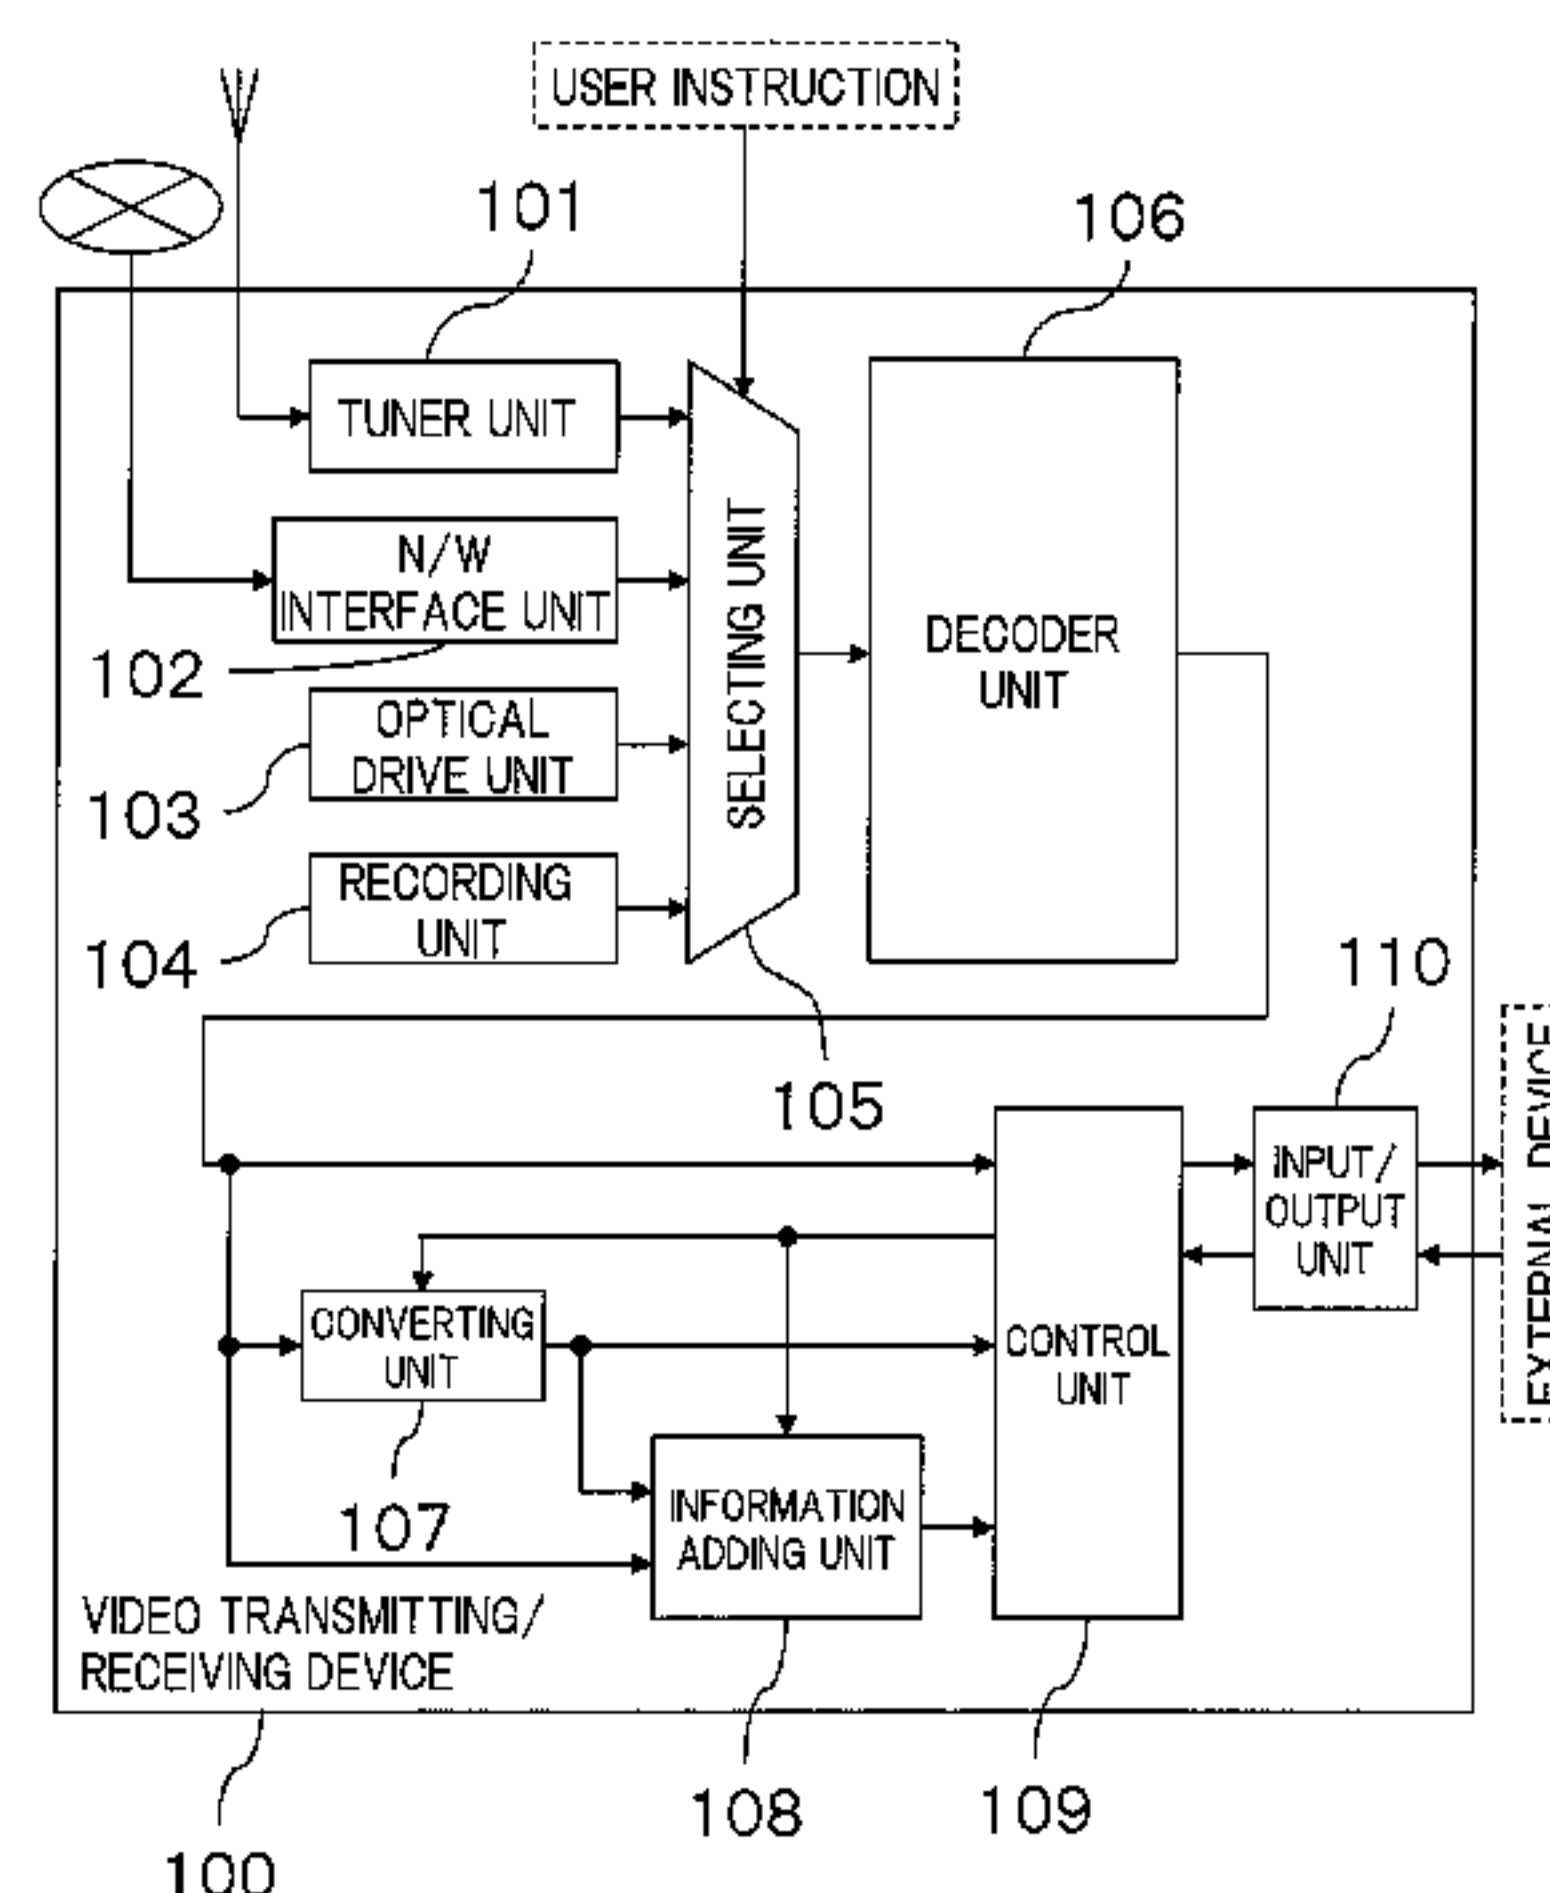 USER INSTRUCTION
101
106
TUNER UNIT
N/W
INTERFACE UNIT
102
OPTICAL
DRIVE UNIT
103
RECORDING
UNIT
104
SELECTING UNIT
105
DECODER
UNIT
110
INPUT/
OUTPUT
UNIT
EXTERNAL DEVICE
CONVERTING
UNIT
107
CONTROL
UNIT
INFORMATION
ADDING UNIT
VIDEO TRANSMITTING/
RECEIVING DEVICE
108
109
100